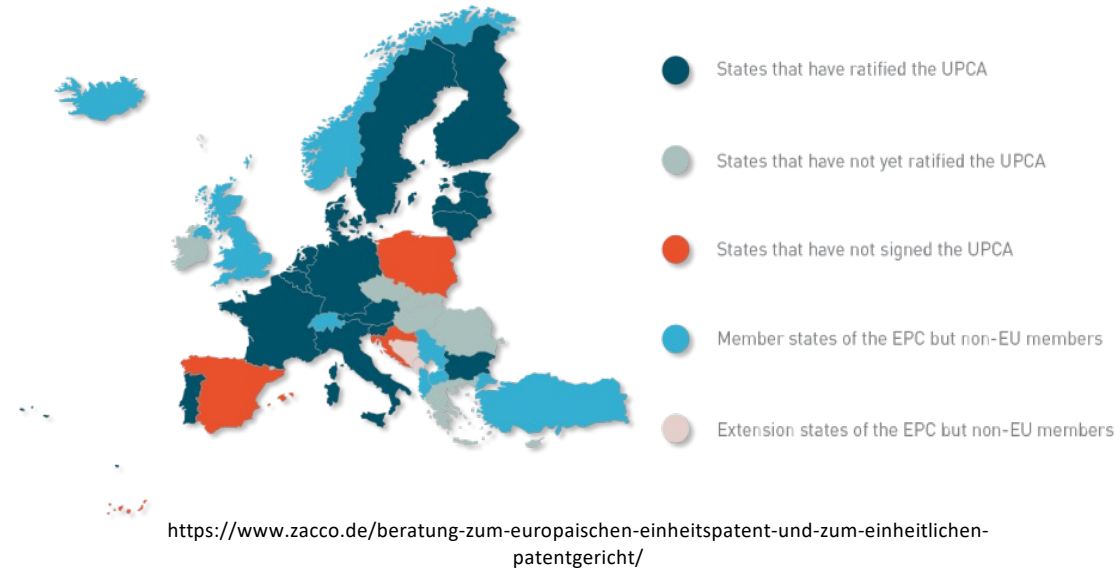 States that have ratified the UPCA
States that have not yet ratified the UPCA
States that have not signed the UPCA
Member states of the EPC but non-EU members
Extension states of the EPC but non-EU members
https://www.zacco.de/beratung-zum-europaischen-einheitspatent-und-zum-einheitlichen-
patentgericht/